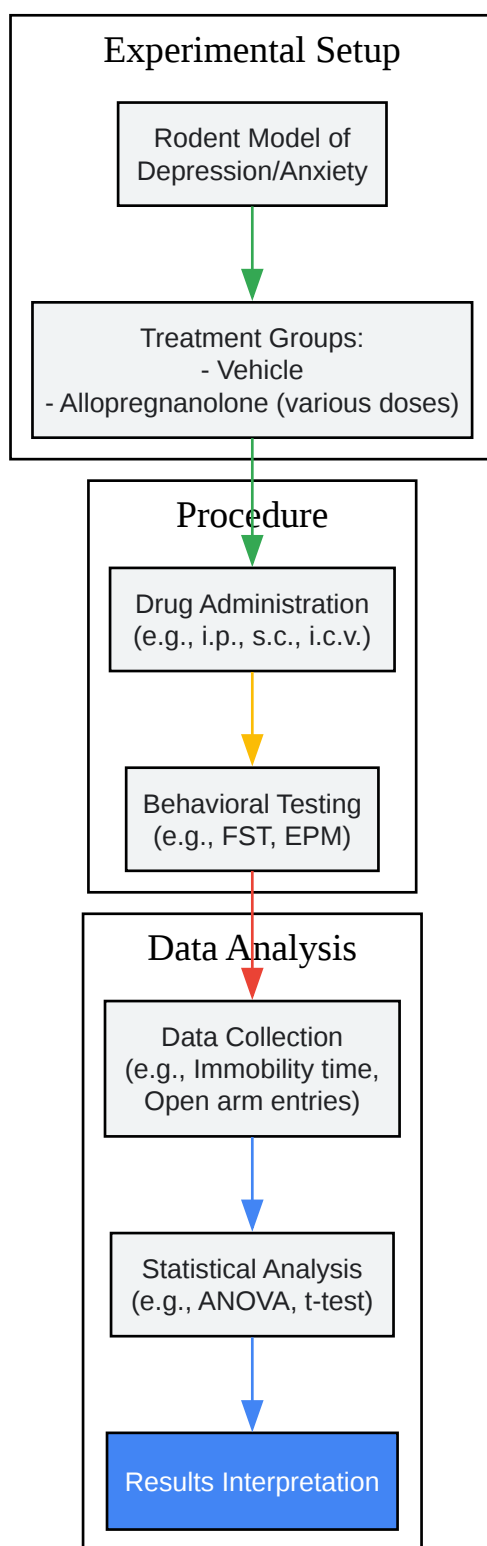 Experimental Setup
Rodent Model of
Depression/Anxiety
Treatment Groups:
- Vehicle
- Allopregnanolone (various doses)
Procedure
Drug Administration
(e.g., i.p., s.c., i.c.v.)
Behavioral Testing
(e.g., FST, EPM)
Data Analysis
Data Collection
(e.g., Immobility time,
Open arm entries)
Statistical Analysis
(e.g., ANOVA, t-test)
Results Interpretation